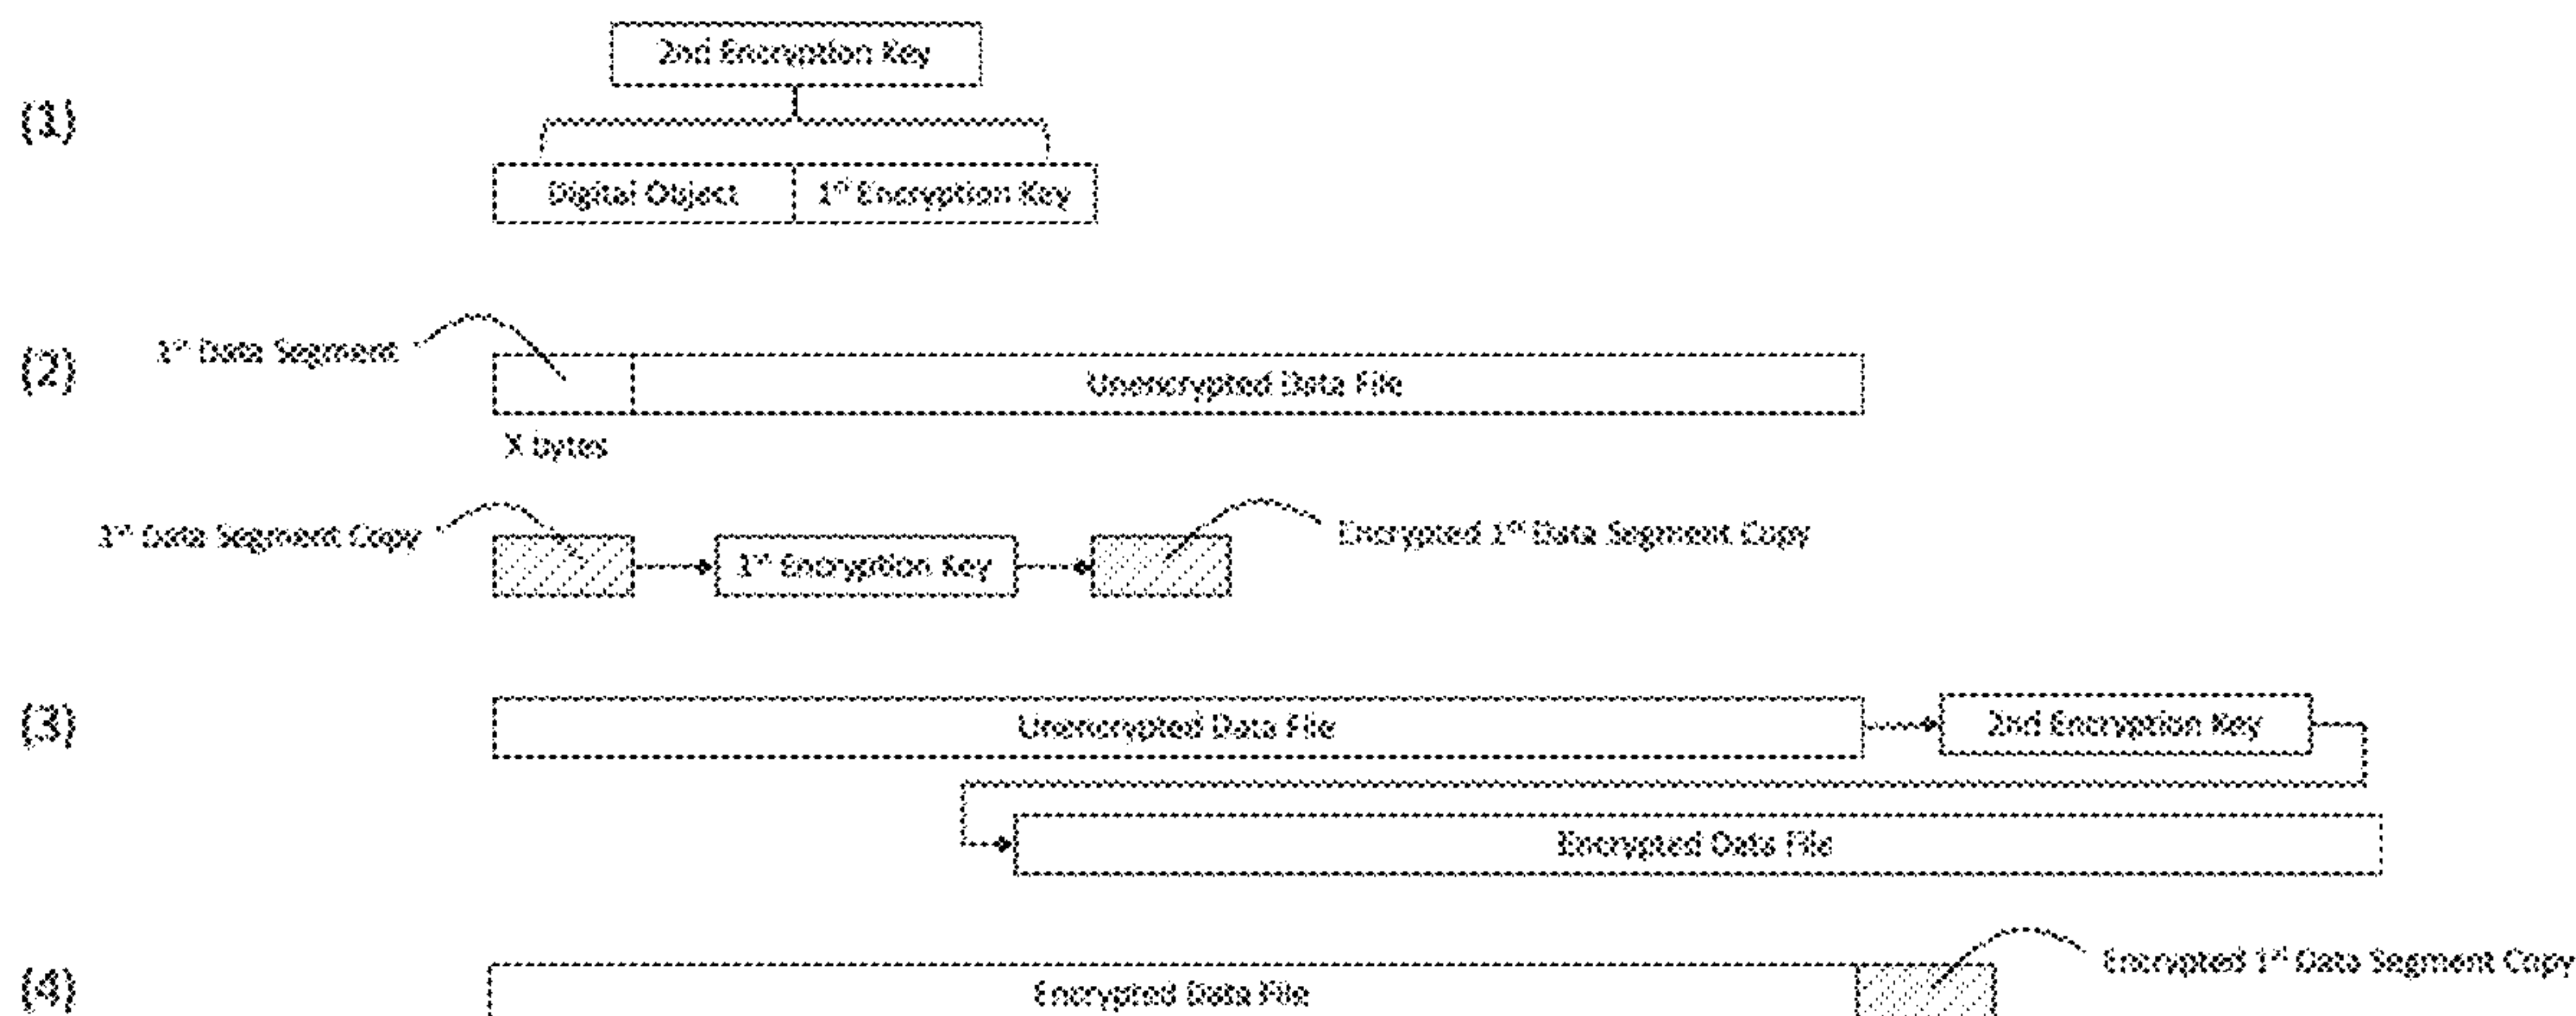 2nd Encryption Key
(1)
Digital Object 1st Encryption Key
1st Data Segment
(2)
Unencrypted Data File
X bytes
1st Data Segment Copy
1st Encryption Key
Encrypted 1st Data Segment Copy
(3)
Unencrypted Data File
2nd Encryption Key
Encrypted Data File
(4)
Encrypted Data File
Encrypted 1st Data Segment Copy